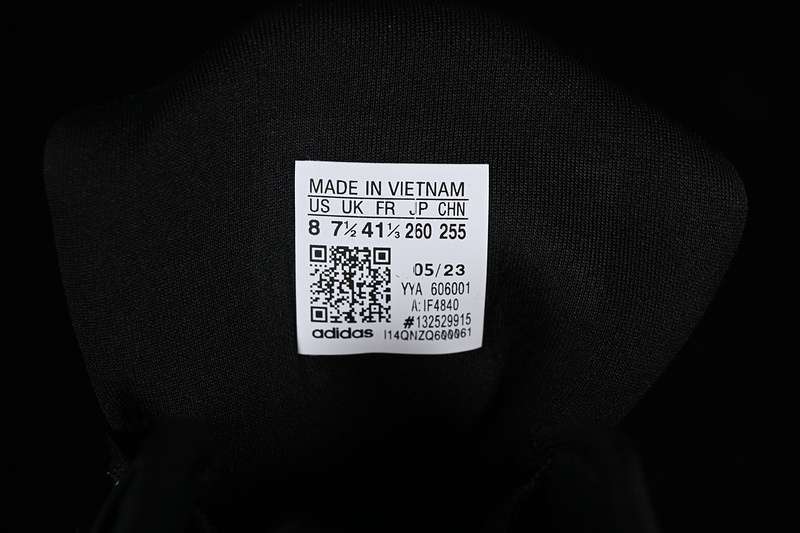 MADE IN VIETNAM
US UK FR JP CHN
8 7½ 41⅓ 260 255
05/23
YYA 606001
A: IF4840
#132529915
adidas I14QNZQ600061